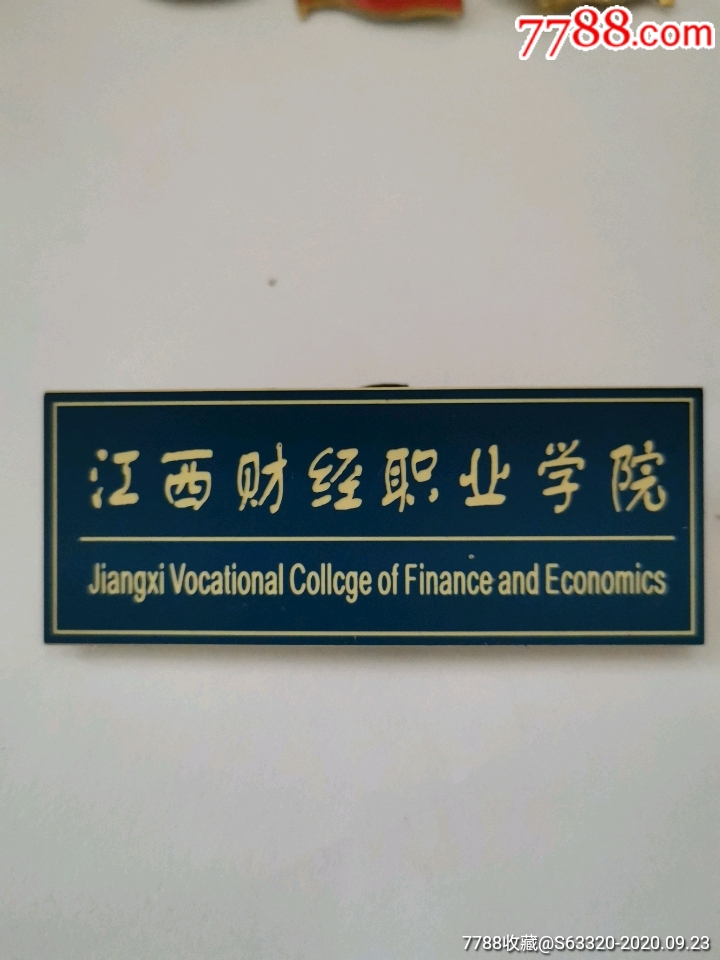 7788.com
江西财经职业学院
Jiangxi Vocational Collcge of Finance and Economics
7788收藏@S63320-2020.09.23